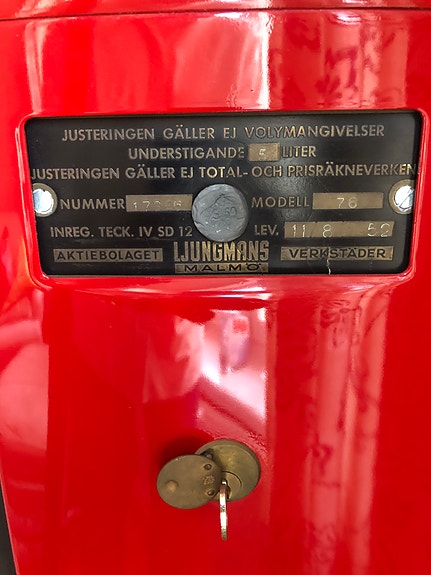 JUSTERINGEN GÄLLER EJ VOLYMANGIVELSER
UNDERSTIGANDE 5 LITER
JUSTERINGEN GÄLLER EJ TOTAL- OCH PRISRÄKNEVERKEN
NUMMER MODELL 76
INREG. TECK. IV SD 12 LEV. 11/8 52
AKTIEBOLAGET LJUNGMANS VERKSTÄDER
MALMÖ